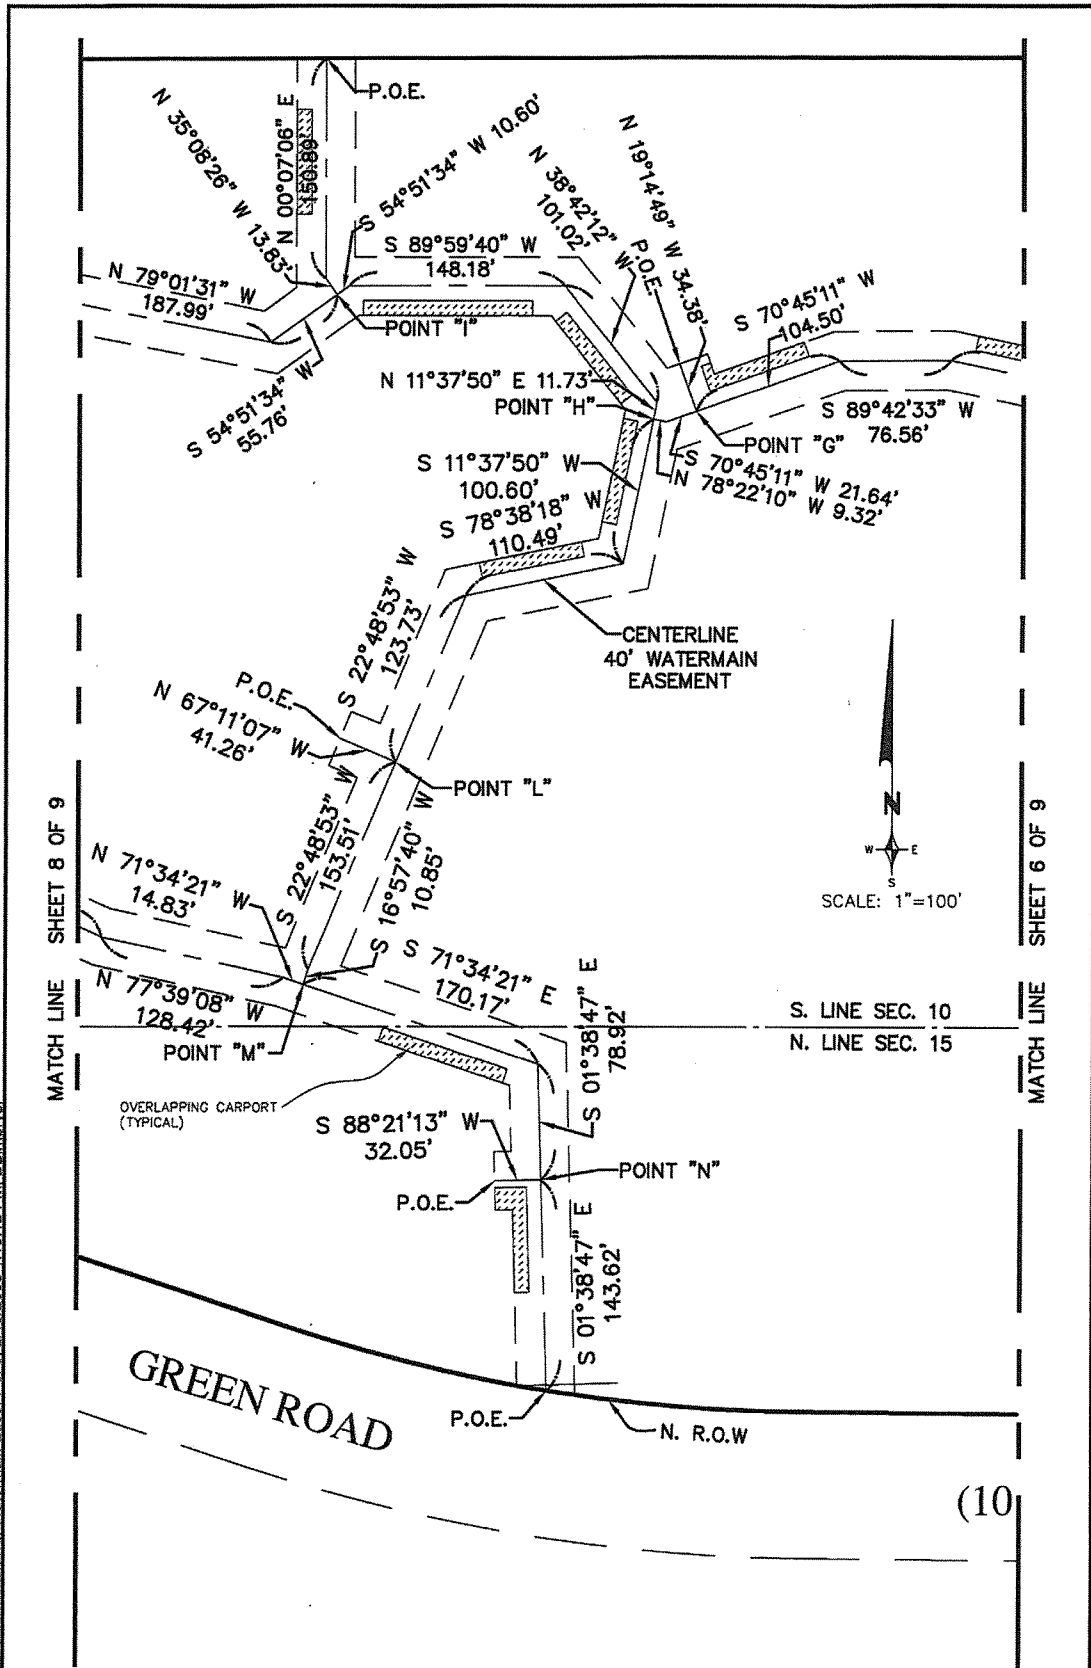 P.O.E.
N 35°08'26" W 13.83'
N 00°07'06" E
150.89'
S 54°51'34" W 10.60'
N 38°42'12" W
101.02'
N 19°14'49" W 34.38'
P.O.E.
S 89°59'40" W
148.18'
N 79°01'31" W
187.99'
POINT "I"
S 70°45'11" W
104.50'
S 54°51'34" W
55.76'
N 11°37'50" E 11.73'
POINT "H"
S 89°42'33" W
76.56'
POINT "G"
S 70°45'11" W 21.64'
N 78°22'10" W 9.32'
S 11°37'50" W
100.60'
S 78°38'18" W
110.49'
S 22°48'53" W
123.73'
CENTERLINE
40' WATERMAIN
EASEMENT
P.O.E.
N 67°11'07" W
41.26'
POINT "L"
N
W
E
S
SCALE: 1"=100'
MATCH LINE SHEET 8 OF 9
MATCH LINE SHEET 6 OF 9
S 22°48'53" W
153.51'
S 16°57'40" W
10.85'
N 71°34'21" W
14.83'
S 71°34'21" E
170.17'
N 77°39'08" W
128.42'
POINT "M"
S 01°38'47" E
78.92'
S. LINE SEC. 10
N. LINE SEC. 15
OVERLAPPING CARPORT
(TYPICAL)
S 88°21'13" W
32.05'
POINT "N"
P.O.E.
S 01°38'47" E
143.62'
GREEN ROAD
P.O.E.
N. R.O.W
(10